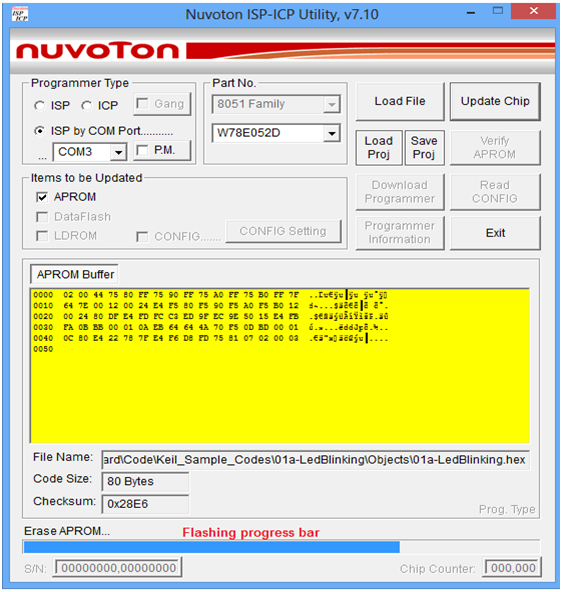 ISP
ICP
Nuvoton ISP-ICP Utility, v7.10
nuvoTon
Programmer Type
ISP
ICP
Gang
ISP by COM Port...........
...
COM3
P.M.
Part No.
8051 Family
W78E052D
Load File
Update Chip
Load
Proj
Save
Proj
Verify
APROM
Items to be Updated
APROM
DataFlash
LDROM
CONFIG.......
CONFIG Setting
Download
Programmer
Read
CONFIG
Programmer
Information
Exit
APROM Buffer
0000 02 00 44 75 80 FF 75 90 FF 75 A0 FF 75 B0 FF 7F
0010 64 7E 00 12 00 24 E4 F5 80 F5 90 F5 A0 F5 B0 12
0020 00 24 80 DF E4 FD FC C3 ED 9F EC 9E 50 15 E4 FB
0030 FA 0B BB 00 01 0A EB 64 64 4A 70 F5 0D BD 00 01
0040 0C 80 E4 22 78 7F E4 F6 D8 FD 75 81 07 02 00 03
0050
File Name:
ard\Code\Keil_Sample_Codes\01a-LedBlinking\Objects\01a-LedBlinking.hex
Code Size:
80 Bytes
Checksum:
0x28E6
Prog. Type
Erase APROM...
Flashing progress bar
S/N:
00000000,00000000
Chip Counter:
000,000